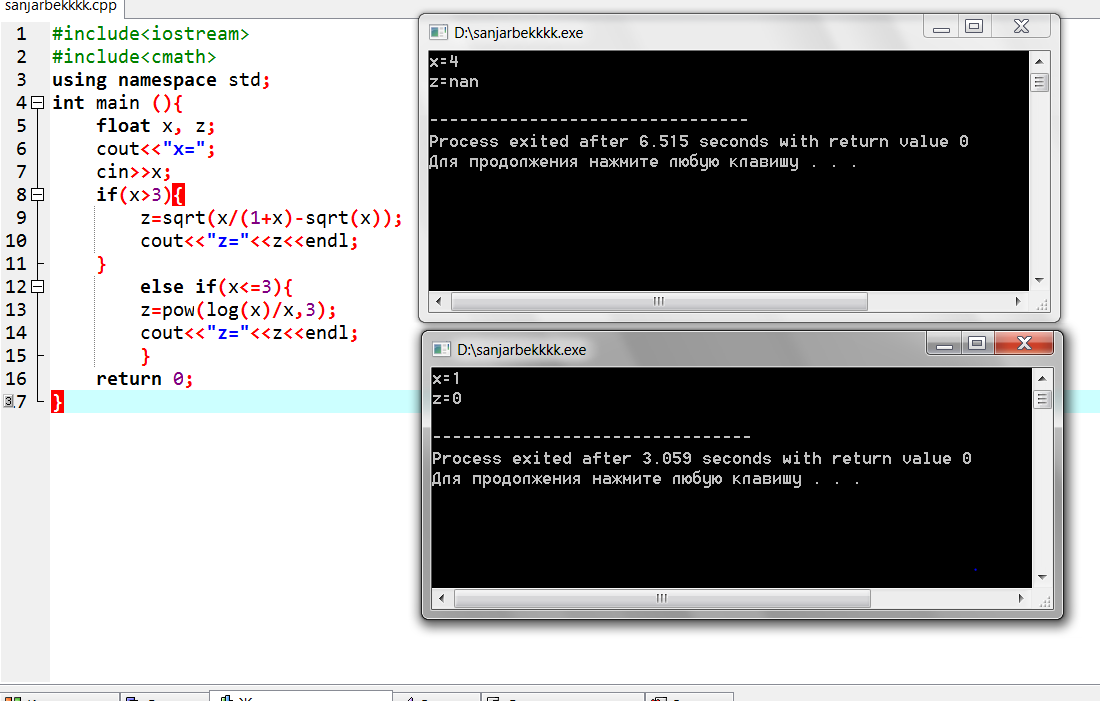 sanjarbekkkk.cpp
1 #include<iostream>
2 #include<cmath>
3 using namespace std;
4 int main (){
5 float x, z;
6 cout<<"x=";
7 cin>>x;
8 if(x>3){
9 z=sqrt(x/(1+x)-sqrt(x));
10 cout<<"z="<<z<<endl;
11 }
12 else if(x<=3){
13 z=pow(log(x)/x,3);
14 cout<<"z="<<z<<endl;
15 }
16 return 0;
17 }
D:\sanjarbekkkk.exe
x=4
z=nan
--------------------------------
Process exited after 6.515 seconds with return value 0
Для продолжения нажмите любую клавишу . . .
D:\sanjarbekkkk.exe
x=1
z=0
--------------------------------
Process exited after 3.059 seconds with return value 0
Для продолжения нажмите любую клавишу . . .